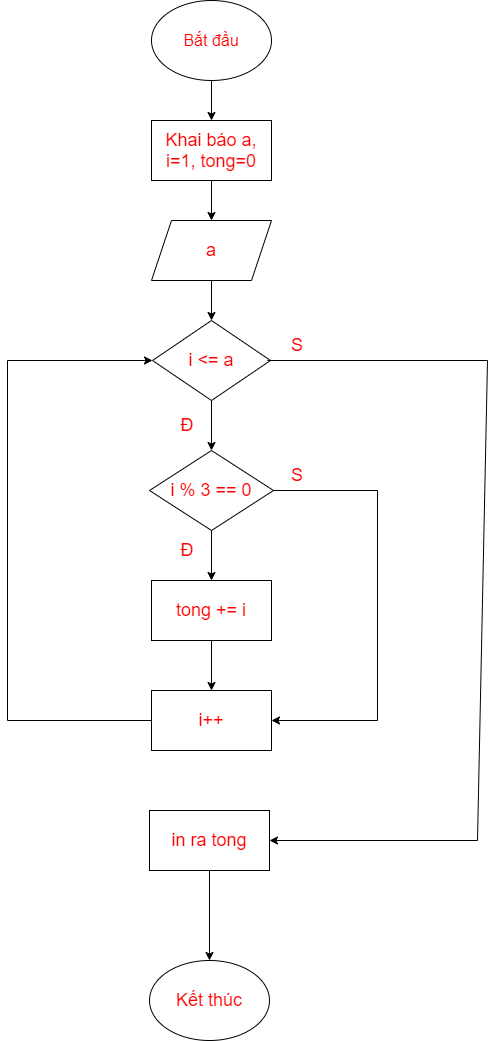 Bắt đầu
Khai báo a,
i=1, tong=0
a
i <= a
S
Đ
i % 3 == 0
S
Đ
tong += i
i++
in ra tong
Kết thúc